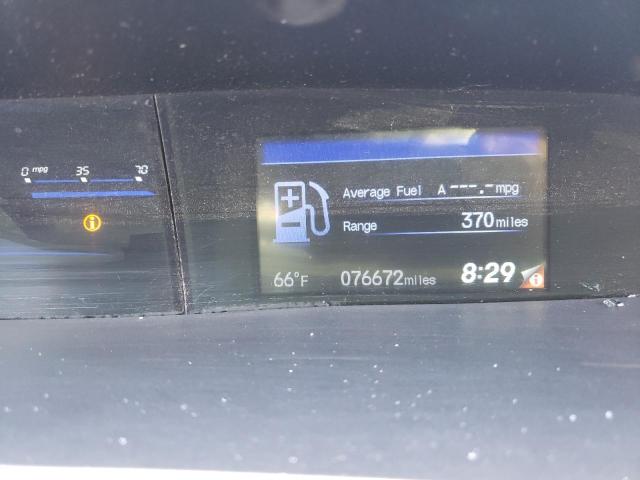 0 mpg 35 70
i
Average Fuel A ---.- mpg
Range 370 miles
66°F 076672 miles 8:29 i